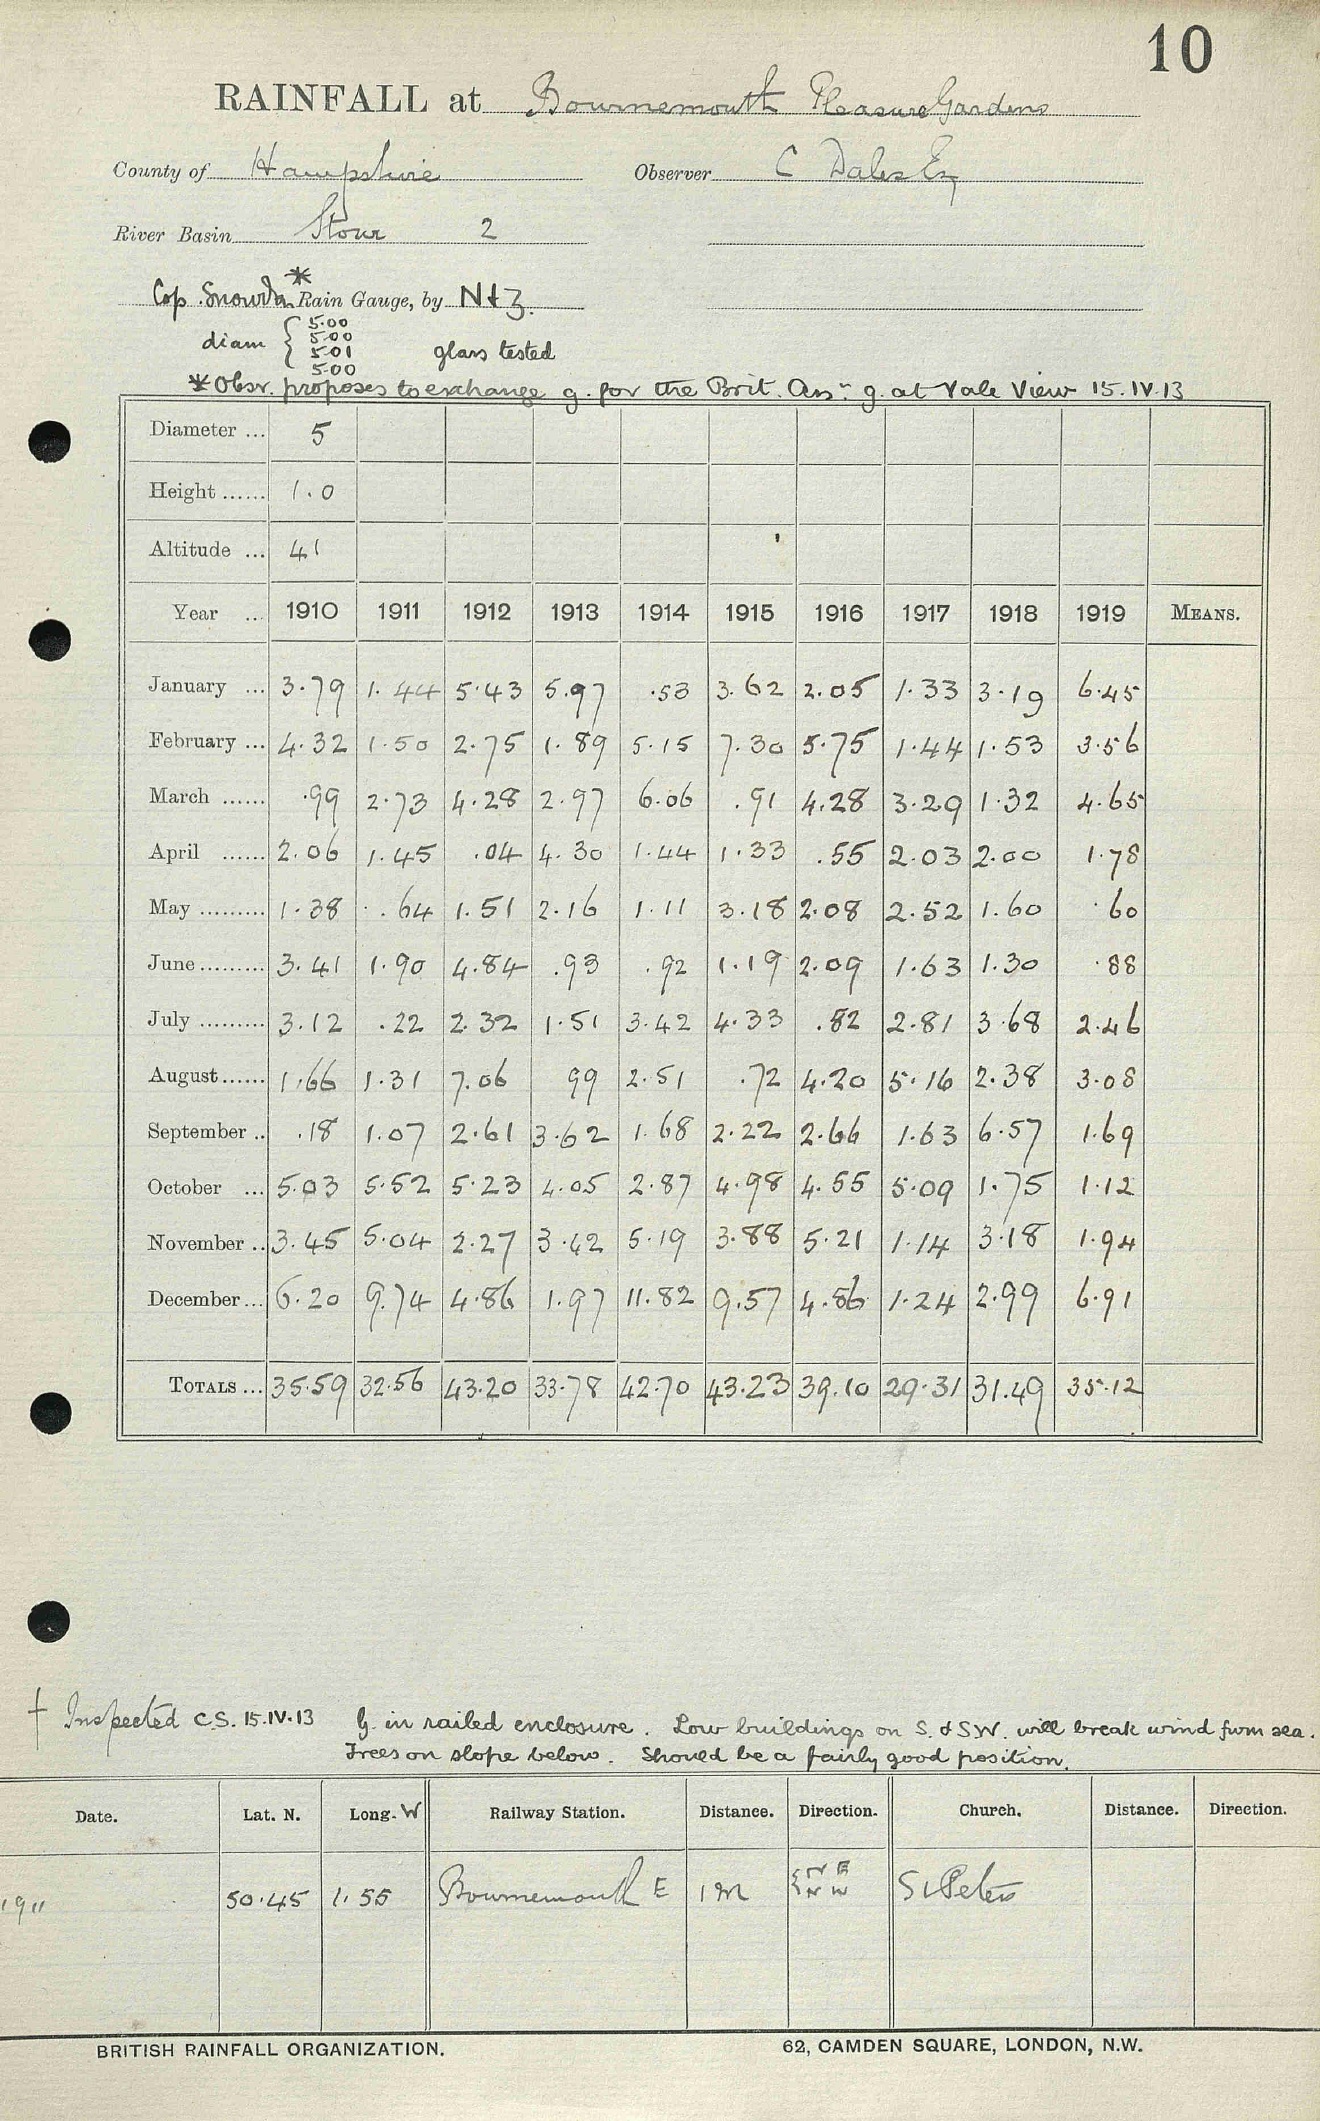 10
RAINFALL at Bournemouth Pleasure Gardens
County of Hampshire Observer C Dales Esq
River Basin Stour 2
Cop Snowdn * Rain Gauge, by N & Z.
diam { 5.00 5.00 5.01 5.00 glass tested
* Obsr. proposes to exchange g. for the Brit. Assn. g. at Vale View 15.IV.13
Diameter ... 5
Height ...... 1.0
Altitude ... 41
Year ... 1910 1911 1912 1913 1914 1915 1916 1917 1918 1919 MEANS.
January ... 3.79 1.44 5.43 5.97 .53 3.62 2.05 1.33 3.19 6.45
February ... 4.32 1.50 2.75 1.89 5.15 7.30 5.75 1.44 1.53 3.56
March ...... .99 2.73 4.28 2.97 6.06 .91 4.28 3.29 1.32 4.65
April ...... 2.06 1.45 .04 4.30 1.44 1.33 .55 2.03 2.00 1.78
May ......... 1.38 .64 1.51 2.16 1.11 3.18 2.08 2.52 1.60 .60
June ......... 3.41 1.90 4.84 .93 .92 1.19 2.09 1.63 1.30 .88
July ......... 3.12 .22 2.32 1.51 3.42 4.33 .82 2.81 3.68 2.46
August ...... 1.66 1.31 7.06 99 2.51 .72 4.20 5.16 2.38 3.08
September .. .18 1.07 2.61 3.62 1.68 2.22 2.66 1.63 6.57 1.69
October ... 5.03 5.52 5.23 4.05 2.87 4.98 4.55 5.09 1.75 1.12
November .. 3.45 5.04 2.27 3.42 5.19 3.88 5.21 1.14 3.18 1.94
December ... 6.20 9.74 4.86 1.97 11.82 9.57 4.86 1.24 2.99 6.91
TOTALS ... 35.59 32.56 43.20 33.78 42.70 43.23 39.10 29.31 31.49 35.12
† Inspected C.S. 15.IV.13 G. in railed enclosure. Low buildings on S. & SW. will break wind from sea.
Trees on slope below. Should be a fairly good position.
Date. Lat. N. Long. W Railway Station. Distance. Direction. Church. Distance. Direction.
1911 50.45 1.55 Bournemouth E 1 m { N E N W St Peters
BRITISH RAINFALL ORGANIZATION. 62, CAMDEN SQUARE, LONDON, N.W.